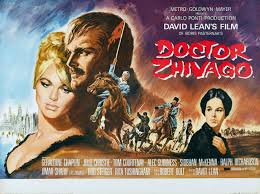 METRO-GOLDWYN-MAYER
A CARLO PONTI PRODUCTION
DAVID LEAN'S FILM
OF BORIS PASTERNAK'S
DOCTOR
ZHIVAGO
GERALDINE CHAPLIN JULIE CHRISTIE TOM COURTENAY ALEC GUINNESS SIOBHAN McKENNA RALPH RICHARDSON
OMAR SHARIF ROD STEIGER RITA TUSHINGHAM ROBERT BOLT DAVID LEAN